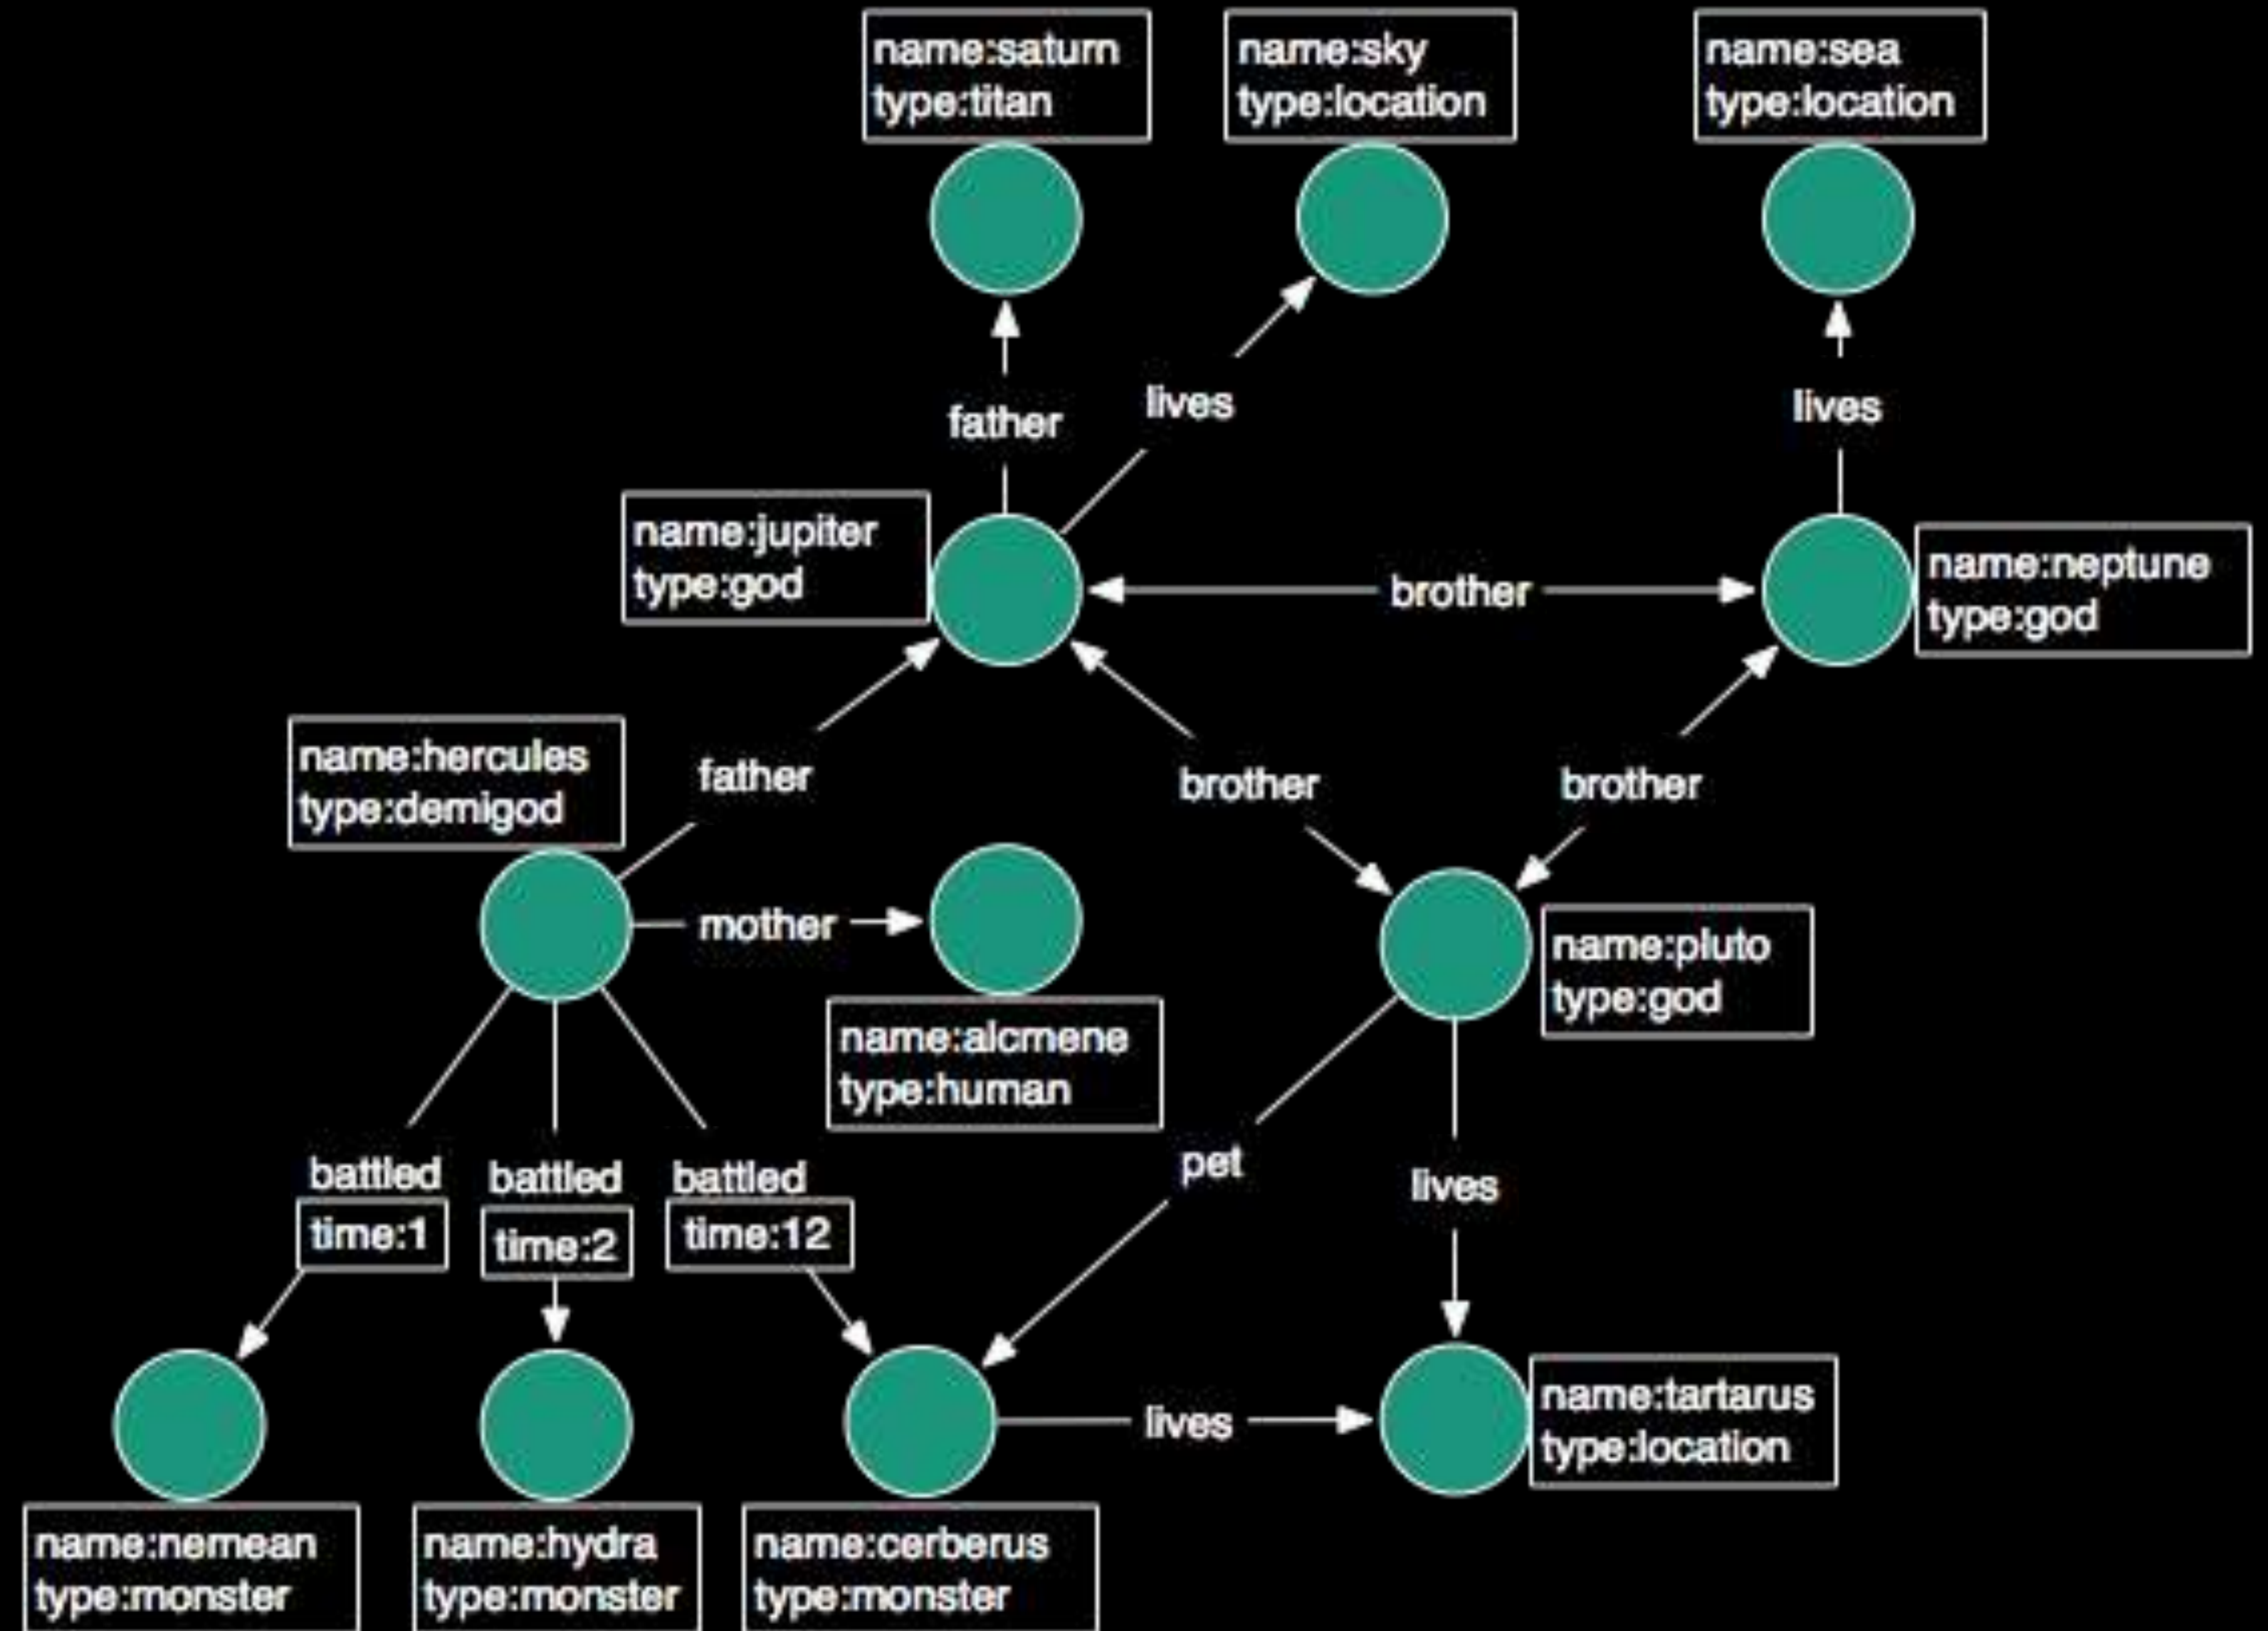 name:saturn
type:titan
name:sky
type:location
name:sea
type:location
father
lives
lives
name:jupiter
type:god
brother
name:neptune
type:god
name:hercules
type:demigod
father
brother
brother
mother
name:alcmene
type:human
name:pluto
type:god
battled
time:1
battled
time:2
battled
time:12
pet
lives
lives
name:tartarus
type:location
name:nemean
type:monster
name:hydra
type:monster
name:cerberus
type:monster